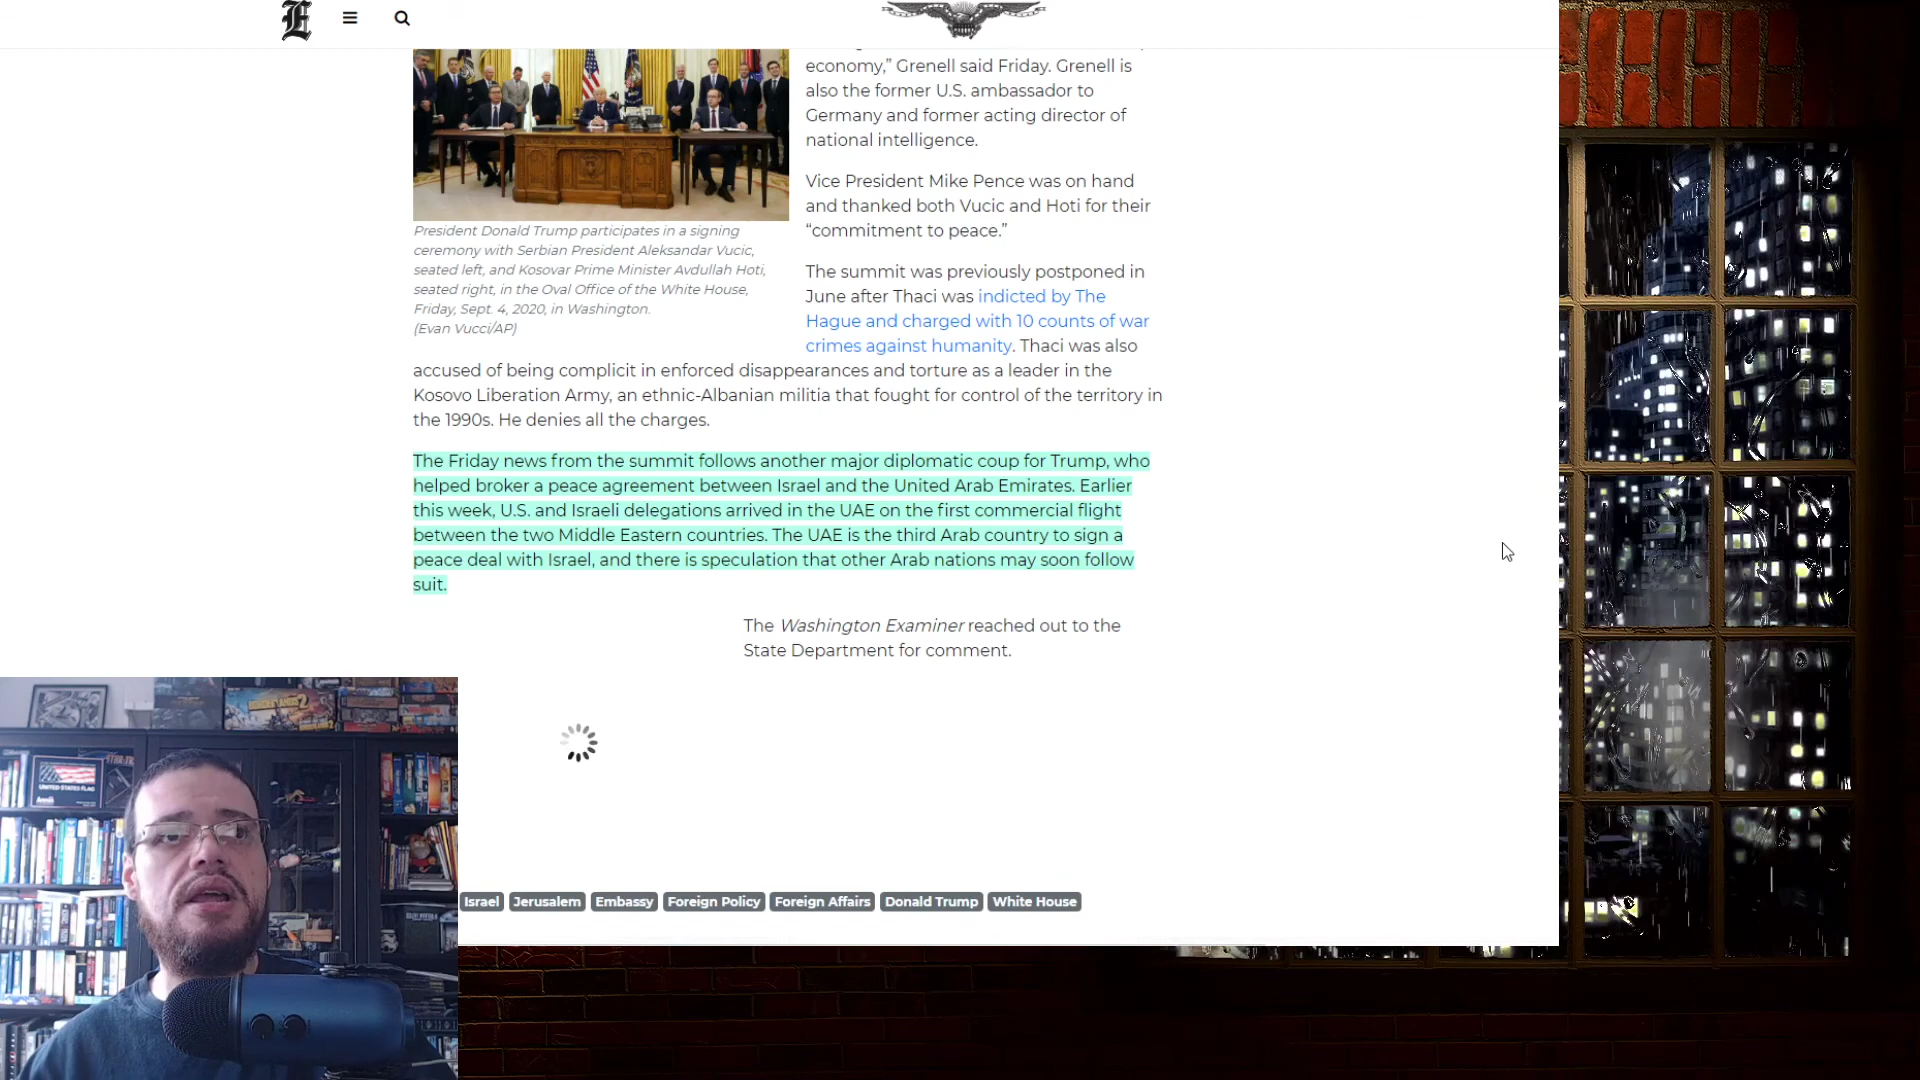 E
economy,” Grenell said Friday. Grenell is
also the former U.S. ambassador to
Germany and former acting director of
national intelligence.
Vice President Mike Pence was on hand
and thanked both Vucic and Hoti for their
“commitment to peace.”
The summit was previously postponed in
June after Thaci was indicted by The
Hague and charged with 10 counts of war
crimes against humanity. Thaci was also
accused of being complicit in enforced disappearances and torture as a leader in the
Kosovo Liberation Army, an ethnic-Albanian militia that fought for control of the territory in
the 1990s. He denies all the charges.
President Donald Trump participates in a signing
ceremony with Serbian President Aleksandar Vucic,
seated left, and Kosovar Prime Minister Avdullah Hoti,
seated right, in the Oval Office of the White House,
Friday, Sept. 4, 2020, in Washington.
(Evan Vucci/AP)
The Friday news from the summit follows another major diplomatic coup for Trump, who
helped broker a peace agreement between Israel and the United Arab Emirates. Earlier
this week, U.S. and Israeli delegations arrived in the UAE on the first commercial flight
between the two Middle Eastern countries. The UAE is the third Arab country to sign a
peace deal with Israel, and there is speculation that other Arab nations may soon follow
suit.
The Washington Examiner reached out to the
State Department for comment.
Israel Jerusalem Embassy Foreign Policy Foreign Affairs Donald Trump White House
UNITED STATES FLAG